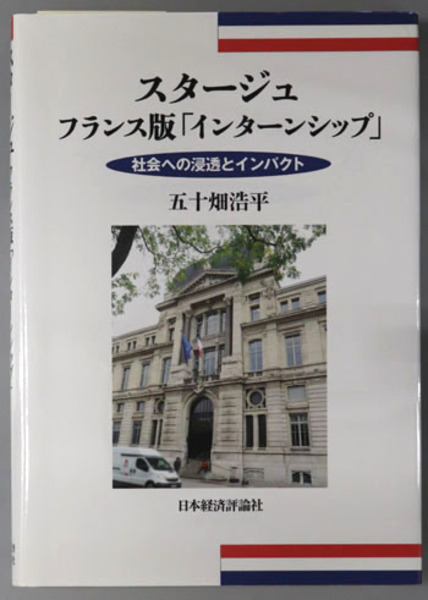 スタージュ
フランス版「インターンシップ」
社会への浸透とインパクト
五十畑浩平
日本経済評論社